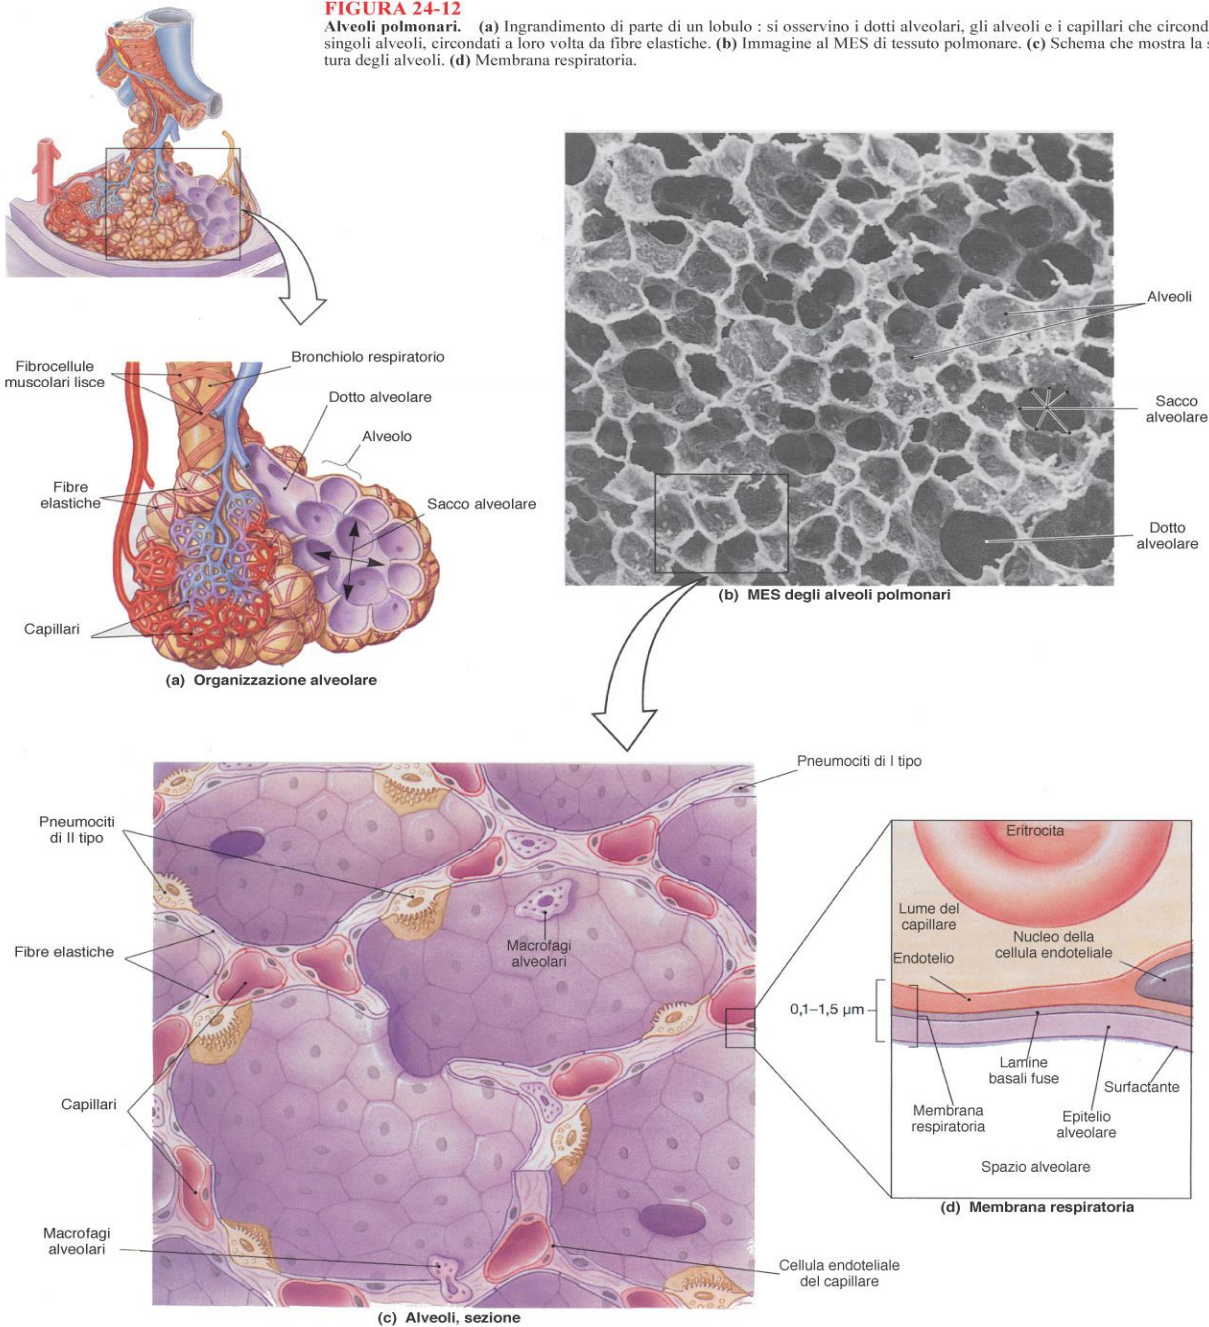 FIGURA 24-12
Alveoli polmonari. (a) Ingrandimento di parte di un lobulo : si osservino i dotti alveolari, gli alveoli e i capillari che circond
singoli alveoli, circondati a loro volta da fibre elastiche. (b) Immagine al MES di tessuto polmonare. (c) Schema che mostra la s
tura degli alveoli. (d) Membrana respiratoria.
Fibrocellule
muscolari lisce
Bronchiolo respiratorio
Dotto alveolare
Alveolo
Fibre
elastiche
Sacco alveolare
Capillari
(a) Organizzazione alveolare
Alveoli
Sacco
alveolare
Dotto
alveolare
(b) MES degli alveoli polmonari
Pneumociti di I tipo
Pneumociti
di II tipo
Fibre elastiche
Macrofagi
alveolari
Capillari
Macrofagi
alveolari
Cellula endoteliale
del capillare
(c) Alveoli, sezione
Eritrocita
Lume del
capillare
Nucleo della
cellula endoteliale
Endotelio
0,1–1,5 µm
Lamine
basali fuse
Surfactante
Membrana
respiratoria
Epitelio
alveolare
Spazio alveolare
(d) Membrana respiratoria